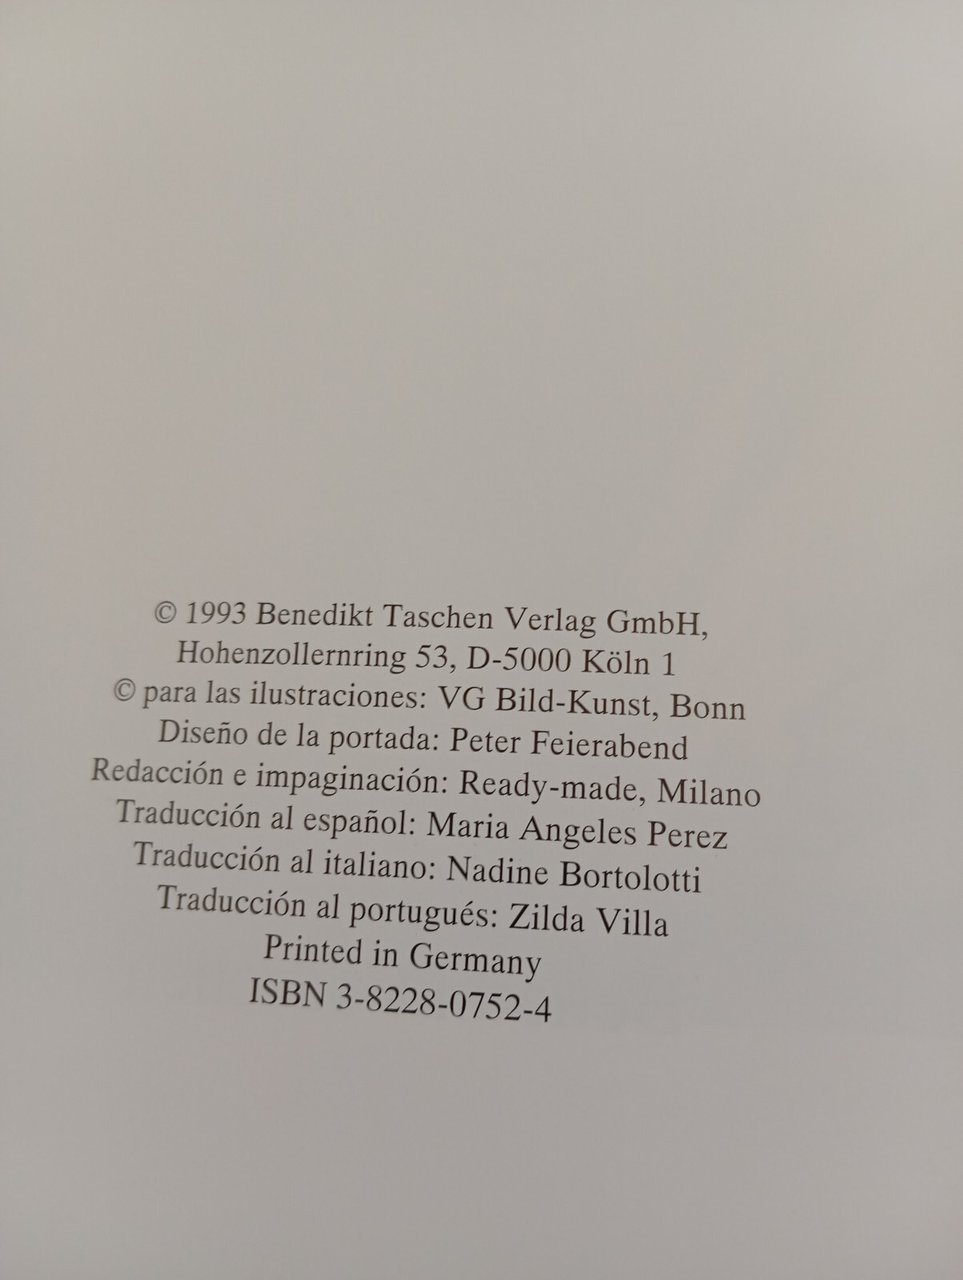 © 1993 Benedikt Taschen Verlag GmbH,
Hohenzollernring 53, D-5000 Köln 1
© para las ilustraciones: VG Bild-Kunst, Bonn
Diseño de la portada: Peter Feierabend
Redacción e impaginación: Ready-made, Milano
Traducción al español: Maria Angeles Perez
Traducción al italiano: Nadine Bortolotti
Traducción al portugués: Zilda Villa
Printed in Germany
ISBN 3-8228-0752-4